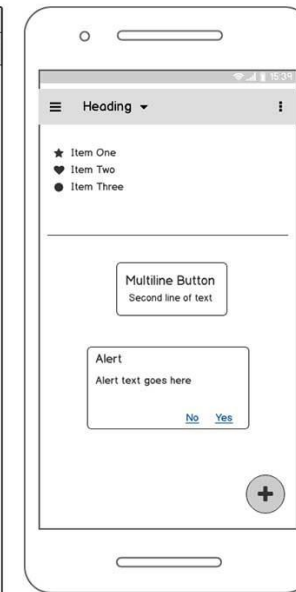 15:39
Heading
Item One
Item Two
Item Three
Multiline Button
Second line of text
Alert
Alert text goes here
No Yes